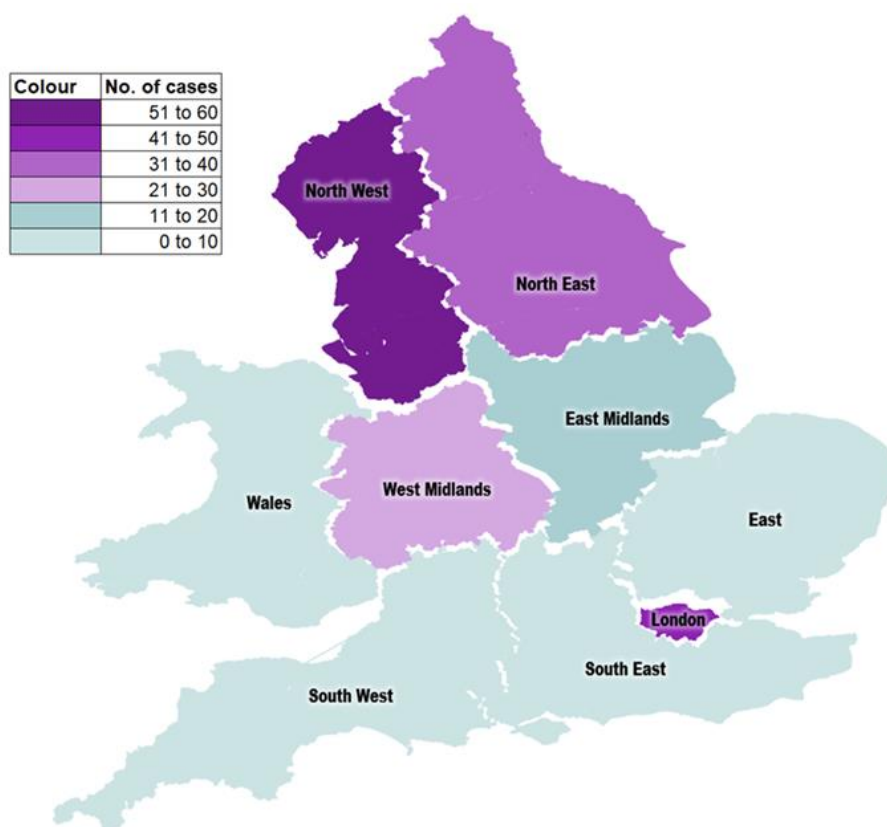 Colour No. of cases
51 to 60
41 to 50
31 to 40
21 to 30
11 to 20
0 to 10
North West
North East
East Midlands
West Midlands
Wales
East
London
South East
South West